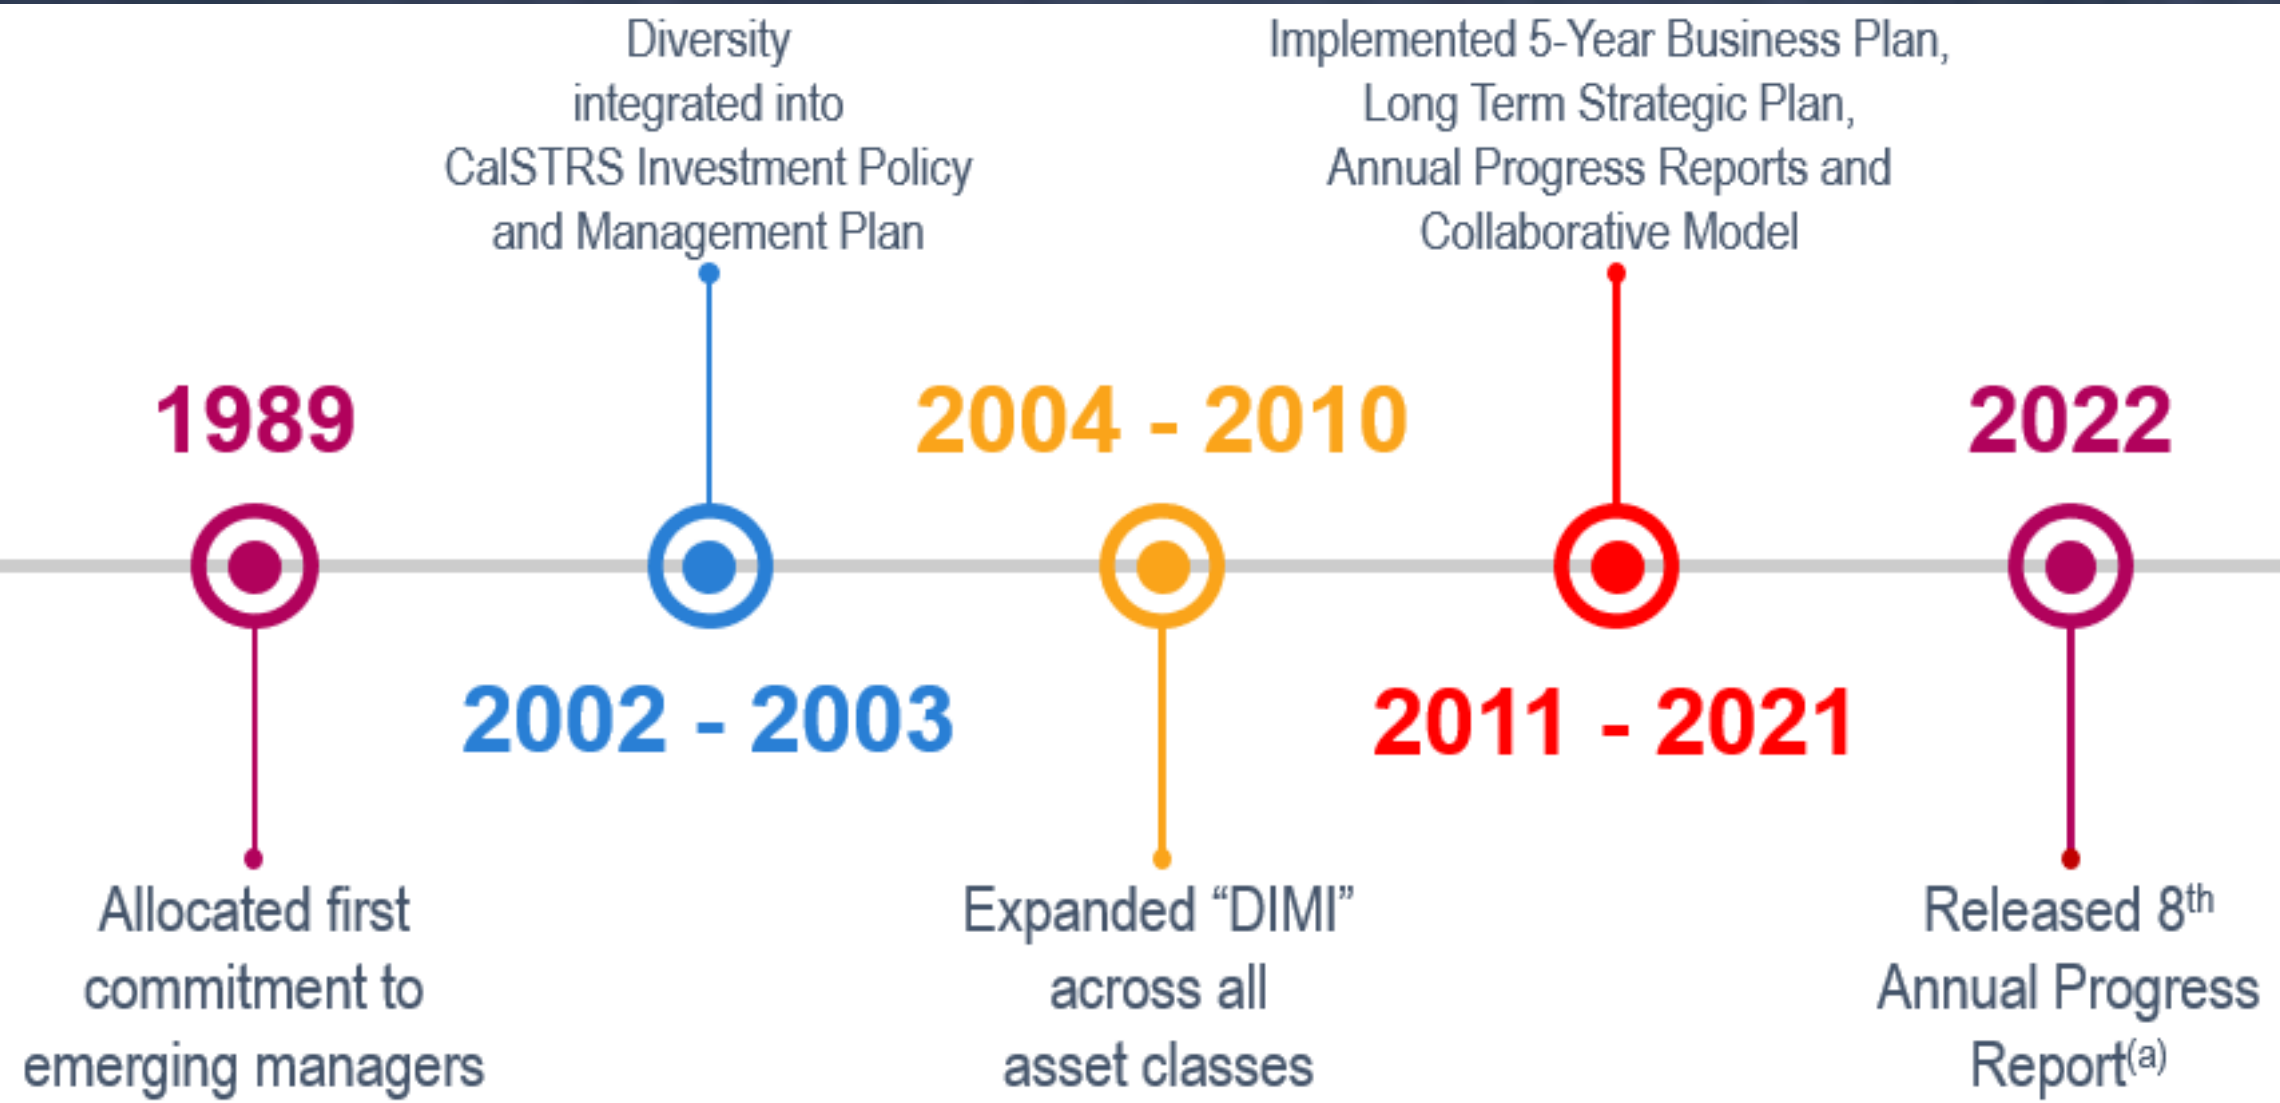 Diversity
integrated into
CalSTRS Investment Policy
and Management Plan
Implemented 5-Year Business Plan,
Long Term Strategic Plan,
Annual Progress Reports and
Collaborative Model
1989
2004 - 2010
2022
2002 - 2003
2011 - 2021
Allocated first
commitment to
emerging managers
Expanded “DIMI”
across all
asset classes
Released 8th
Annual Progress
Report(a)